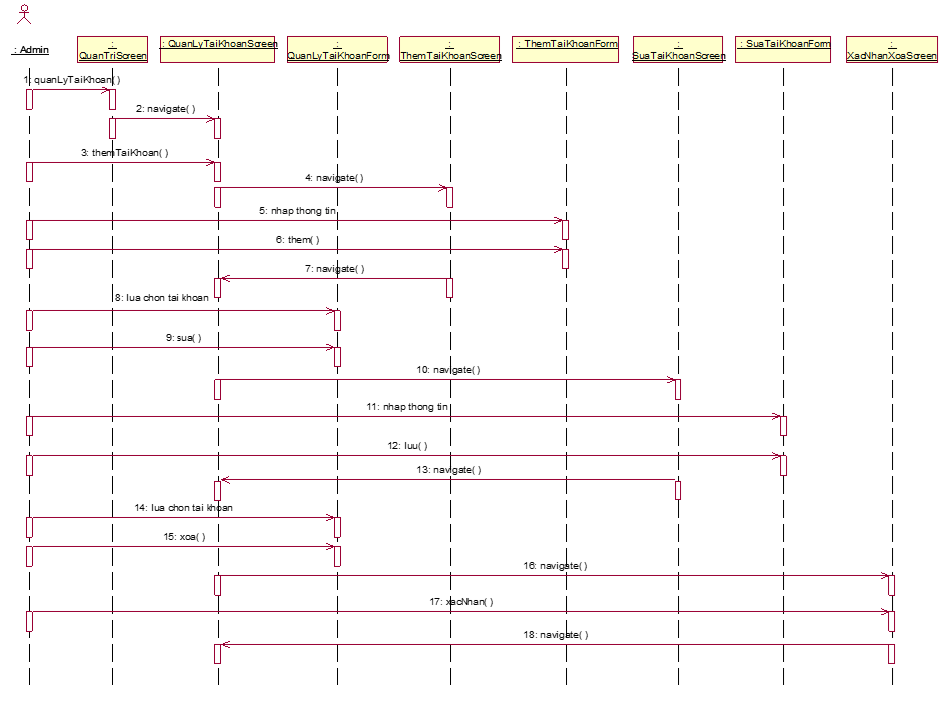 : Admin
:
QuanTriScreen
: QuanLyTaiKhoanScreen
:
QuanLyTaiKhoanForm
:
ThemTaiKhoanScreen
: ThemTaiKhoanForm
:
SuaTaiKhoanScreen
: SuaTaiKhoanForm
:
XacNhanXoaScreen
1: quanLyTaiKhoan( )
2: navigate( )
3: themTaiKhoan( )
4: navigate( )
5: nhap thong tin
6: them( )
7: navigate( )
8: lua chon tai khoan
9: sua( )
10: navigate( )
11: nhap thong tin
12: luu( )
13: navigate( )
14: lua chon tai khoan
15: xoa( )
16: navigate( )
17: xacNhan( )
18: navigate( )